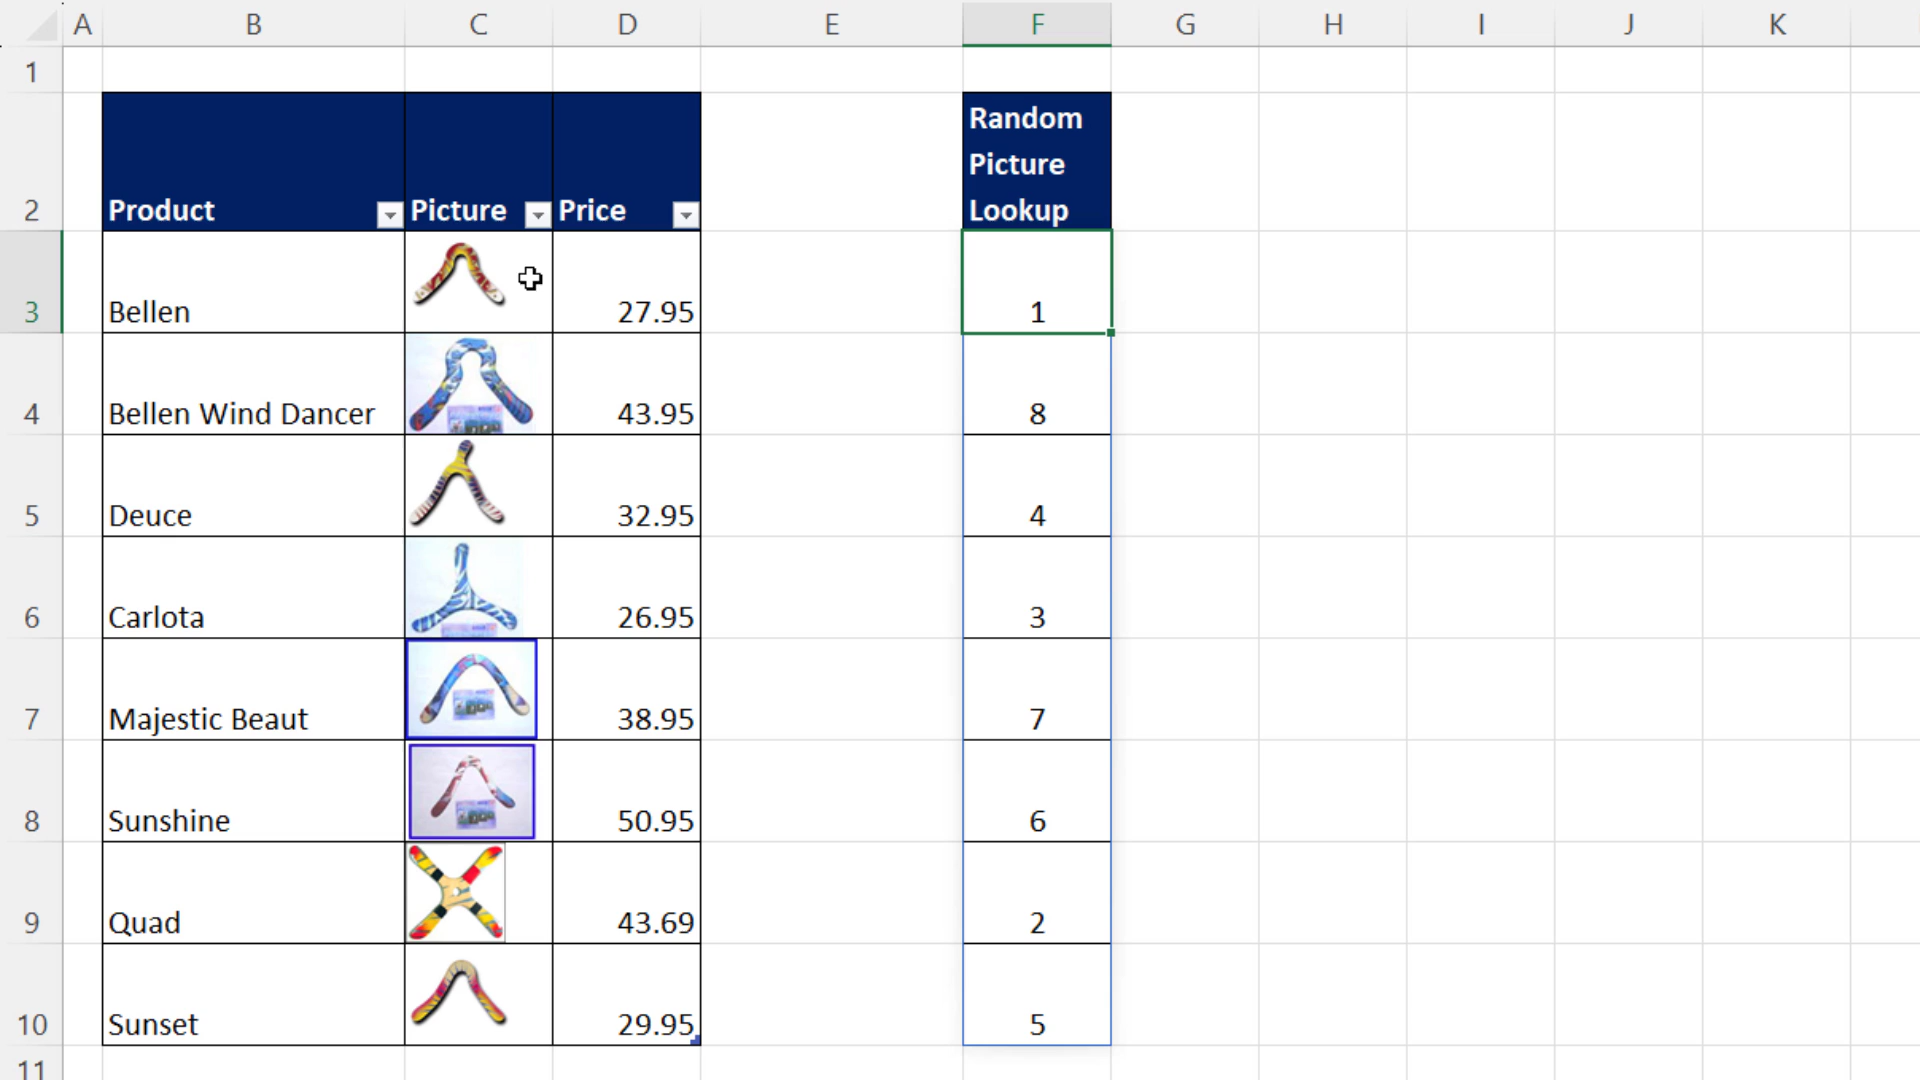 A B C D E F G H I J K
1
Random
Picture
2 Product Picture Price Lookup
3 Bellen 27.95 1
4 Bellen Wind Dancer 43.95 8
5 Deuce 32.95 4
6 Carlota 26.95 3
7 Majestic Beaut 38.95 7
8 Sunshine 50.95 6
9 Quad 43.69 2
10 Sunset 29.95 5
11